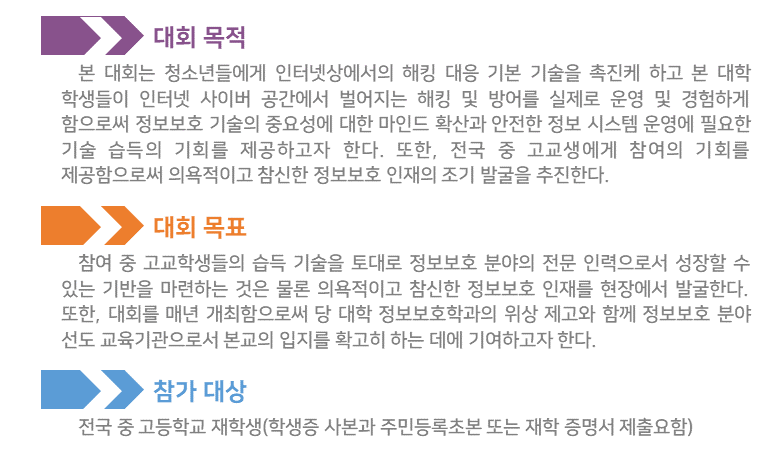 대회 목적
본 대회는 청소년들에게 인터넷상에서의 해킹 대응 기본 기술을 촉진케 하고 본 대학
학생들이 인터넷 사이버 공간에서 벌어지는 해킹 및 방어를 실제로 운영 및 경험하게
함으로써 정보보호 기술의 중요성에 대한 마인드 확산과 안전한 정보 시스템 운영에 필요한
기술 습득의 기회를 제공하고자 한다. 또한, 전국 중 고교생에게 참여의 기회를
제공함으로써 의욕적이고 참신한 정보보호 인재의 조기 발굴을 추진한다.
대회 목표
참여 중 고교학생들의 습득 기술을 토대로 정보보호 분야의 전문 인력으로서 성장할 수
있는 기반을 마련하는 것은 물론 의욕적이고 참신한 정보보호 인재를 현장에서 발굴한다.
또한, 대회를 매년 개최함으로써 당 대학 정보보호학과의 위상 제고와 함께 정보보호 분야
선도 교육기관으로서 본교의 입지를 확고히 하는 데에 기여하고자 한다.
참가 대상
전국 중 고등학교 재학생(학생증 사본과 주민등록초본 또는 재학 증명서 제출요함)